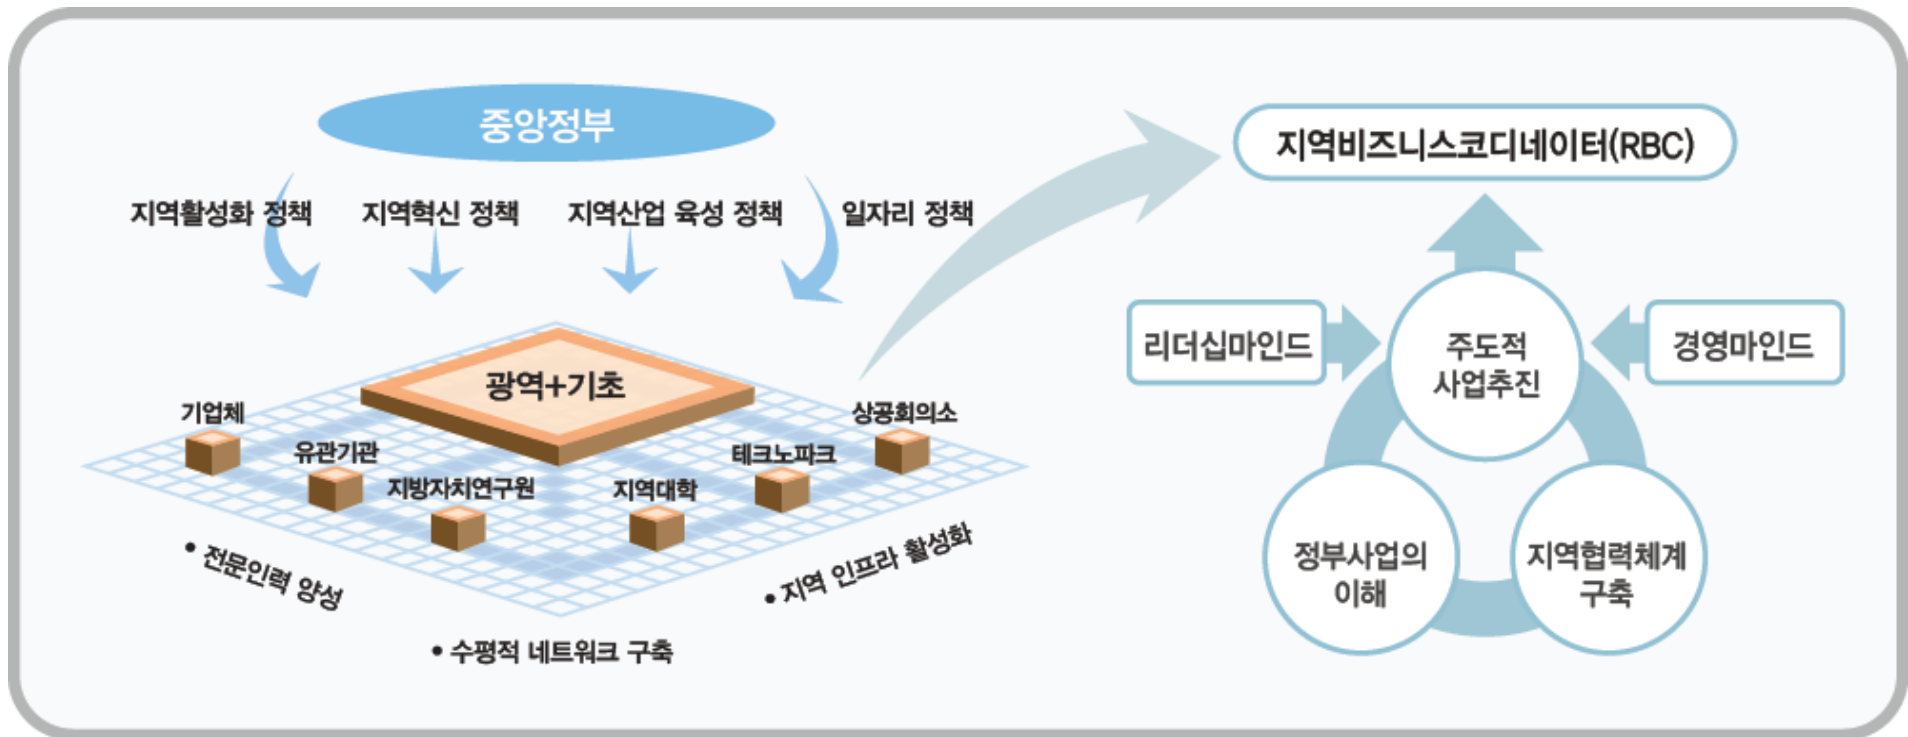 중앙정부
지역활성화 정책
지역혁신 정책
지역산업 육성 정책
일자리 정책
광역+기초
기업체
유관기관
지방자치연구원
지역대학
테크노파크
상공회의소
• 전문인력 양성
• 수평적 네트워크 구축
• 지역 인프라 활성화
지역비즈니스코디네이터(RBC)
리더십마인드
주도적
사업추진
경영마인드
정부사업의
이해
지역협력체계
구축